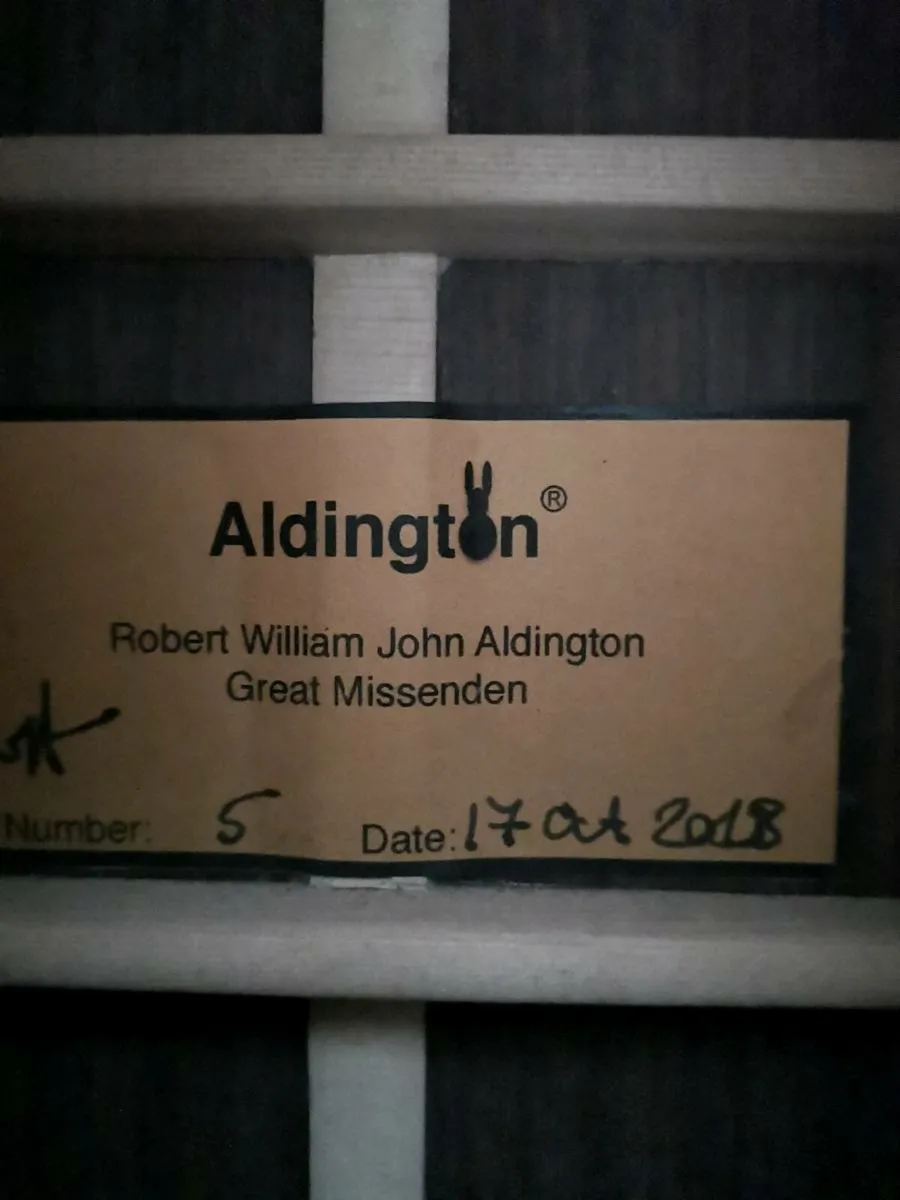 Aldington®
Robert William John Aldington
Great Missenden
Number: 5 Date: 17 Oct 2018